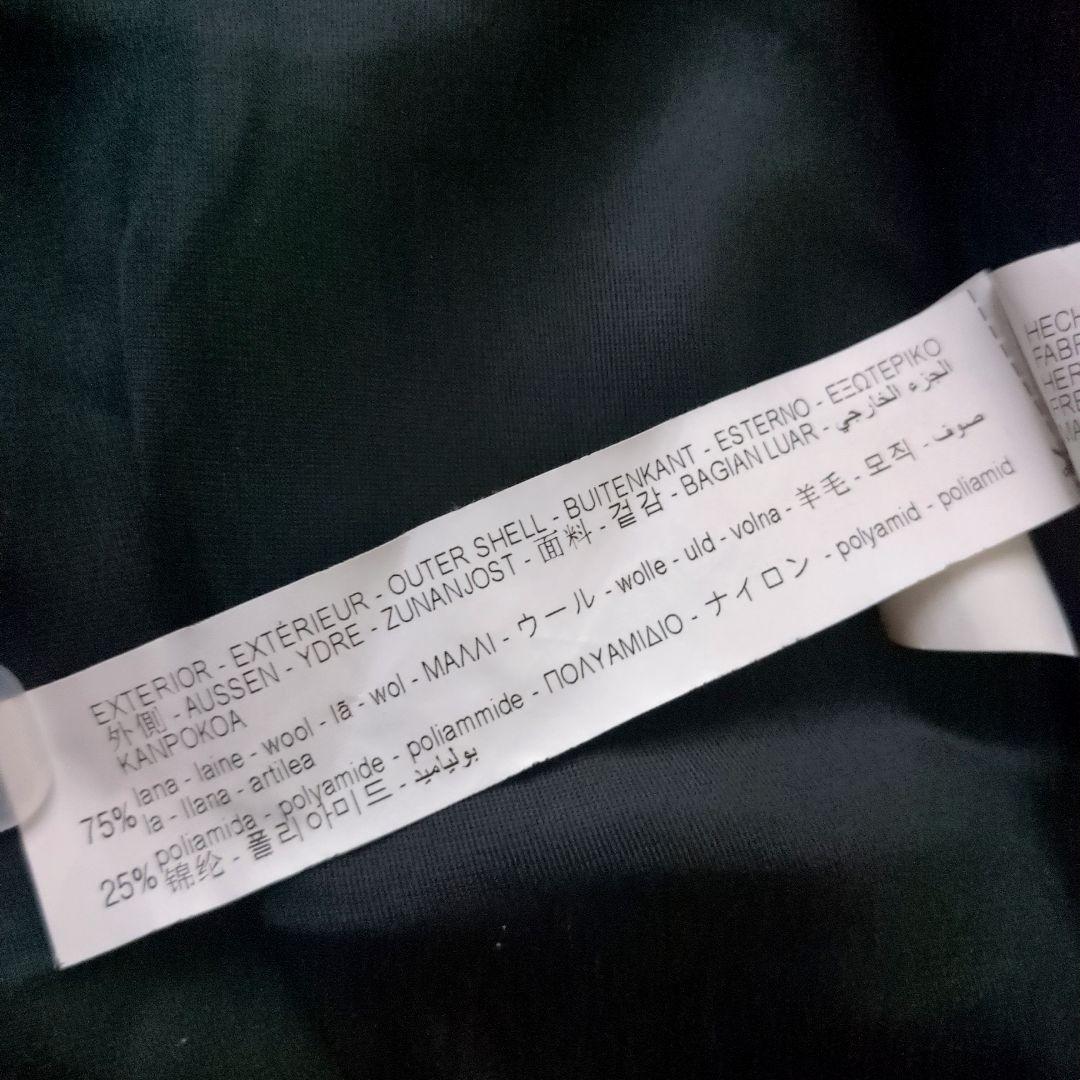 EXTERIOR - EXTÉRIEUR - OUTER SHELL - BUITENKANT - ESTERNO - ΕΞΩΤΕΡΙΚΟ
外側 - AUSSEN - YDRE - ZUNANJOST - 面料 - 겉감 - BAGIAN LUAR - الجزء الخارجي
KANPOKOA
75% lana - laine - wool - lã - wol - ΜΑΛΛΙ - ウール - wolle - uld - volna - 羊毛 - 모직 - صوف
la - llana - artilea
25% poliamida - polyamide - poliammide - ΠΟΛΥΑΜΙΔΙΟ - ナイロン - polyamid - poliamid
锦纶 - 폴리아미드 - بولياميد
HECH
FABR
HER
FRE
MA